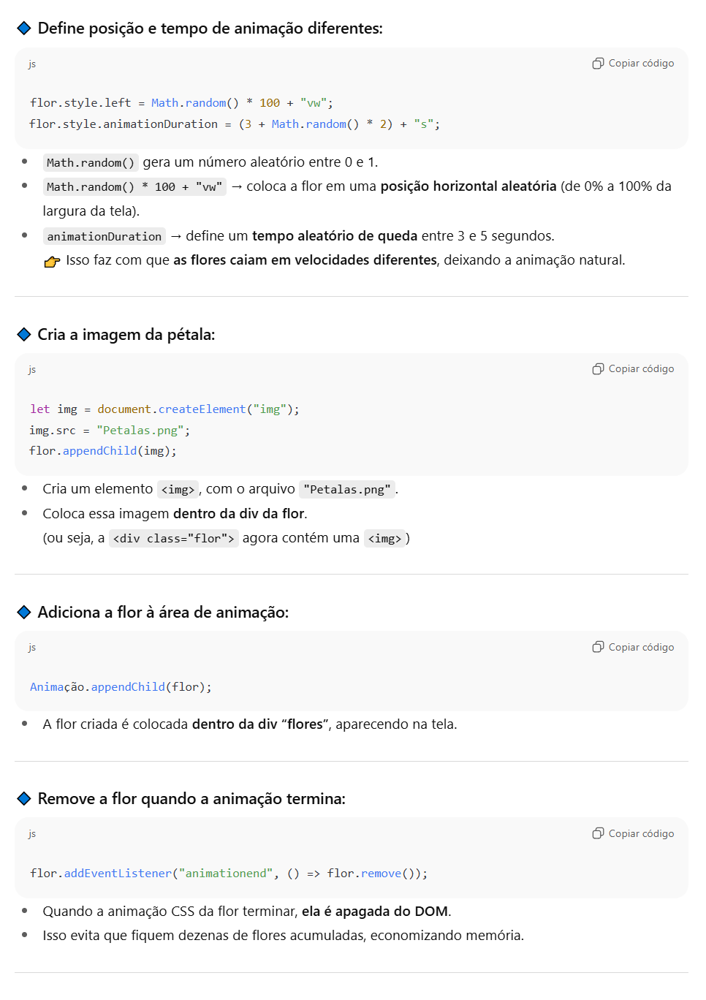 🔷 Define posição e tempo de animação diferentes:
js
Copiar código
flor.style.left = Math.random() * 100 + "vw";
flor.style.animationDuration = (3 + Math.random() * 2) + "s";
• Math.random() gera um número aleatório entre 0 e 1.
• Math.random() * 100 + "vw" → coloca a flor em uma posição horizontal aleatória (de 0% a 100% da
largura da tela).
• animationDuration → define um tempo aleatório de queda entre 3 e 5 segundos.
👉 Isso faz com que as flores caiam em velocidades diferentes, deixando a animação natural.
🔷 Cria a imagem da pétala:
js
Copiar código
let img = document.createElement("img");
img.src = "Petalas.png";
flor.appendChild(img);
• Cria um elemento <img>, com o arquivo "Petalas.png".
• Coloca essa imagem dentro da div da flor.
(ou seja, a <div class="flor"> agora contém uma <img>)
🔷 Adiciona a flor à área de animação:
js
Copiar código
Animação.appendChild(flor);
• A flor criada é colocada dentro da div “flores”, aparecendo na tela.
🔷 Remove a flor quando a animação termina:
js
Copiar código
flor.addEventListener("animationend", () => flor.remove());
• Quando a animação CSS da flor terminar, ela é apagada do DOM.
• Isso evita que fiquem dezenas de flores acumuladas, economizando memória.